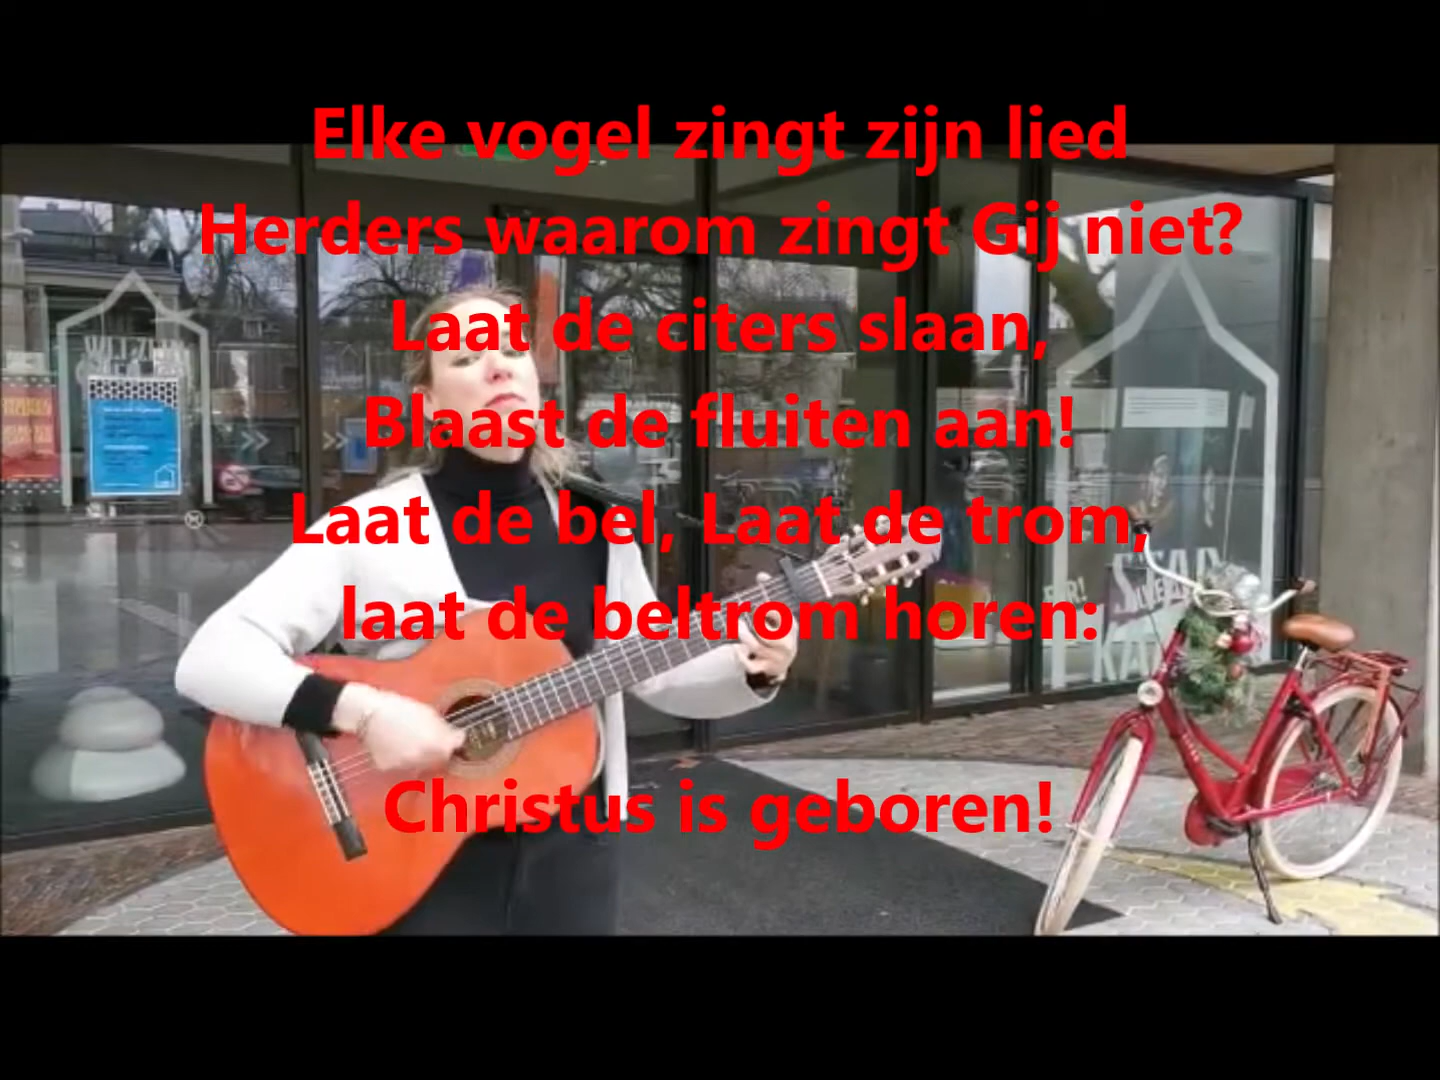 Elke vogel zingt zijn lied
Herders waarom zingt Gij niet?
Laat de citers slaan,
Blaast de fluiten aan!
Laat de bel, Laat de trom,
laat de beltrom horen:
Christus is geboren!